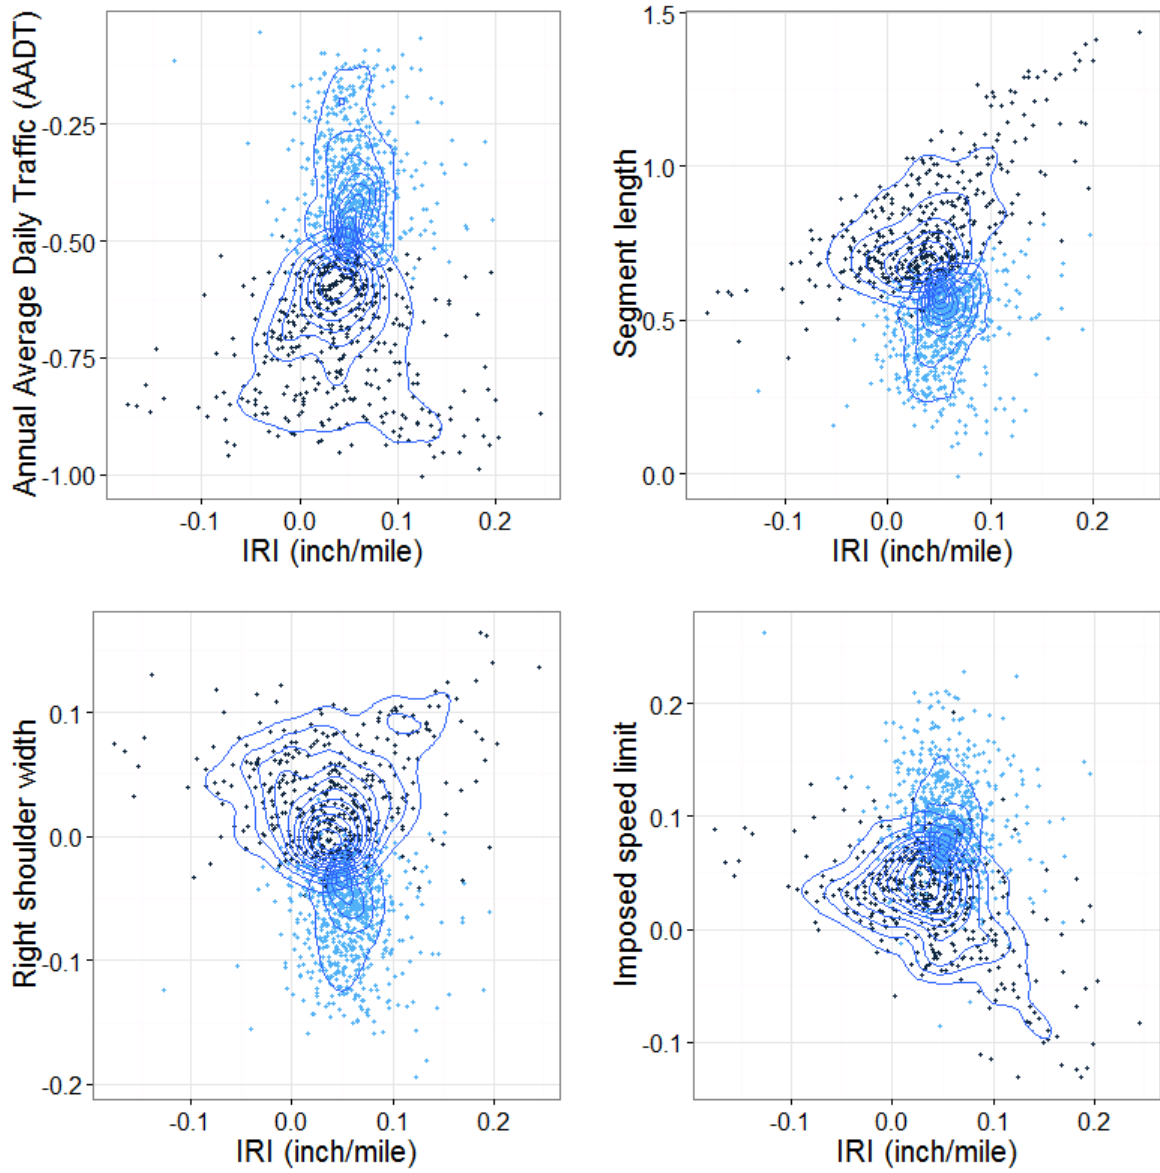 Annual Average Daily Traffic (AADT)
-0.25
-0.50
-0.75
-1.00
-0.1 0.0 0.1 0.2
IRI (inch/mile)
Segment length
1.5
1.0
0.5
0.0
-0.1 0.0 0.1 0.2
IRI (inch/mile)
Right shoulder width
0.1
0.0
-0.1
-0.2
-0.1 0.0 0.1 0.2
IRI (inch/mile)
Imposed speed limit
0.2
0.1
0.0
-0.1
-0.1 0.0 0.1 0.2
IRI (inch/mile)